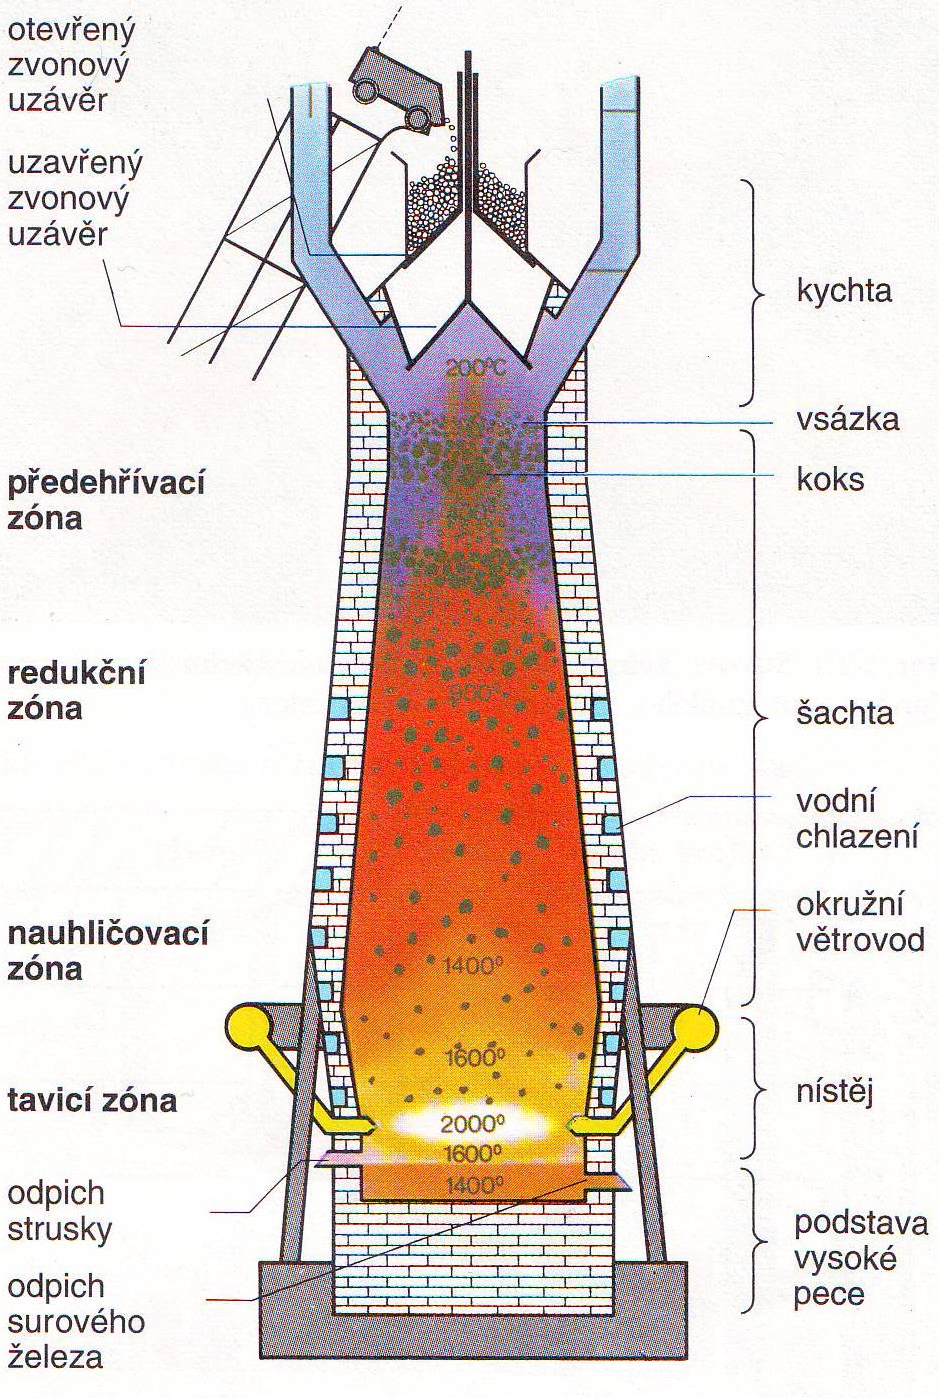 otevřený
zvonový
uzávěr
uzavřený
zvonový
uzávěr
předehřívací
zóna
redukční
zóna
nauhličovací
zóna
tavicí zóna
odpich
strusky
odpich
surového
železa
200°C
900°
1400°
1600°
2000°
1600°
1400°
kychta
vsázka
koks
šachta
vodní
chlazení
okružní
větrovod
nístěj
podstava
vysoké
pece